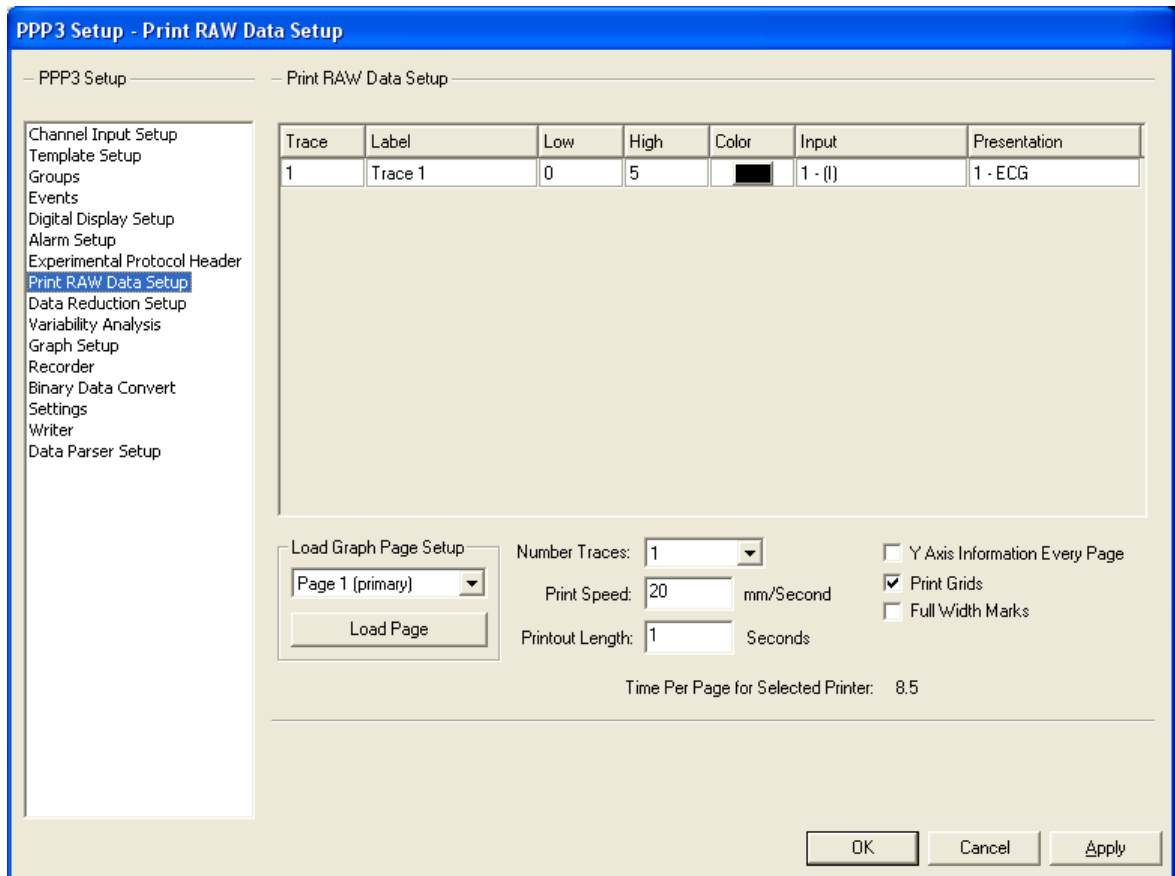 PPP3 Setup - Print RAW Data Setup
PPP3 Setup
Channel Input Setup
Template Setup
Groups
Events
Digital Display Setup
Alarm Setup
Experimental Protocol Header
Print RAW Data Setup
Data Reduction Setup
Variability Analysis
Graph Setup
Recorder
Binary Data Convert
Settings
Writer
Data Parser Setup
Print RAW Data Setup
Trace Label Low High Color Input Presentation
1 Trace 1 0 5 1 - (I) 1 - ECG
Load Graph Page Setup
Page 1 (primary)
Load Page
Number Traces: 1
Print Speed: 20 mm/Second
Printout Length: 1 Seconds
Y Axis Information Every Page
Print Grids
Full Width Marks
Time Per Page for Selected Printer: 8.5
OK Cancel Apply